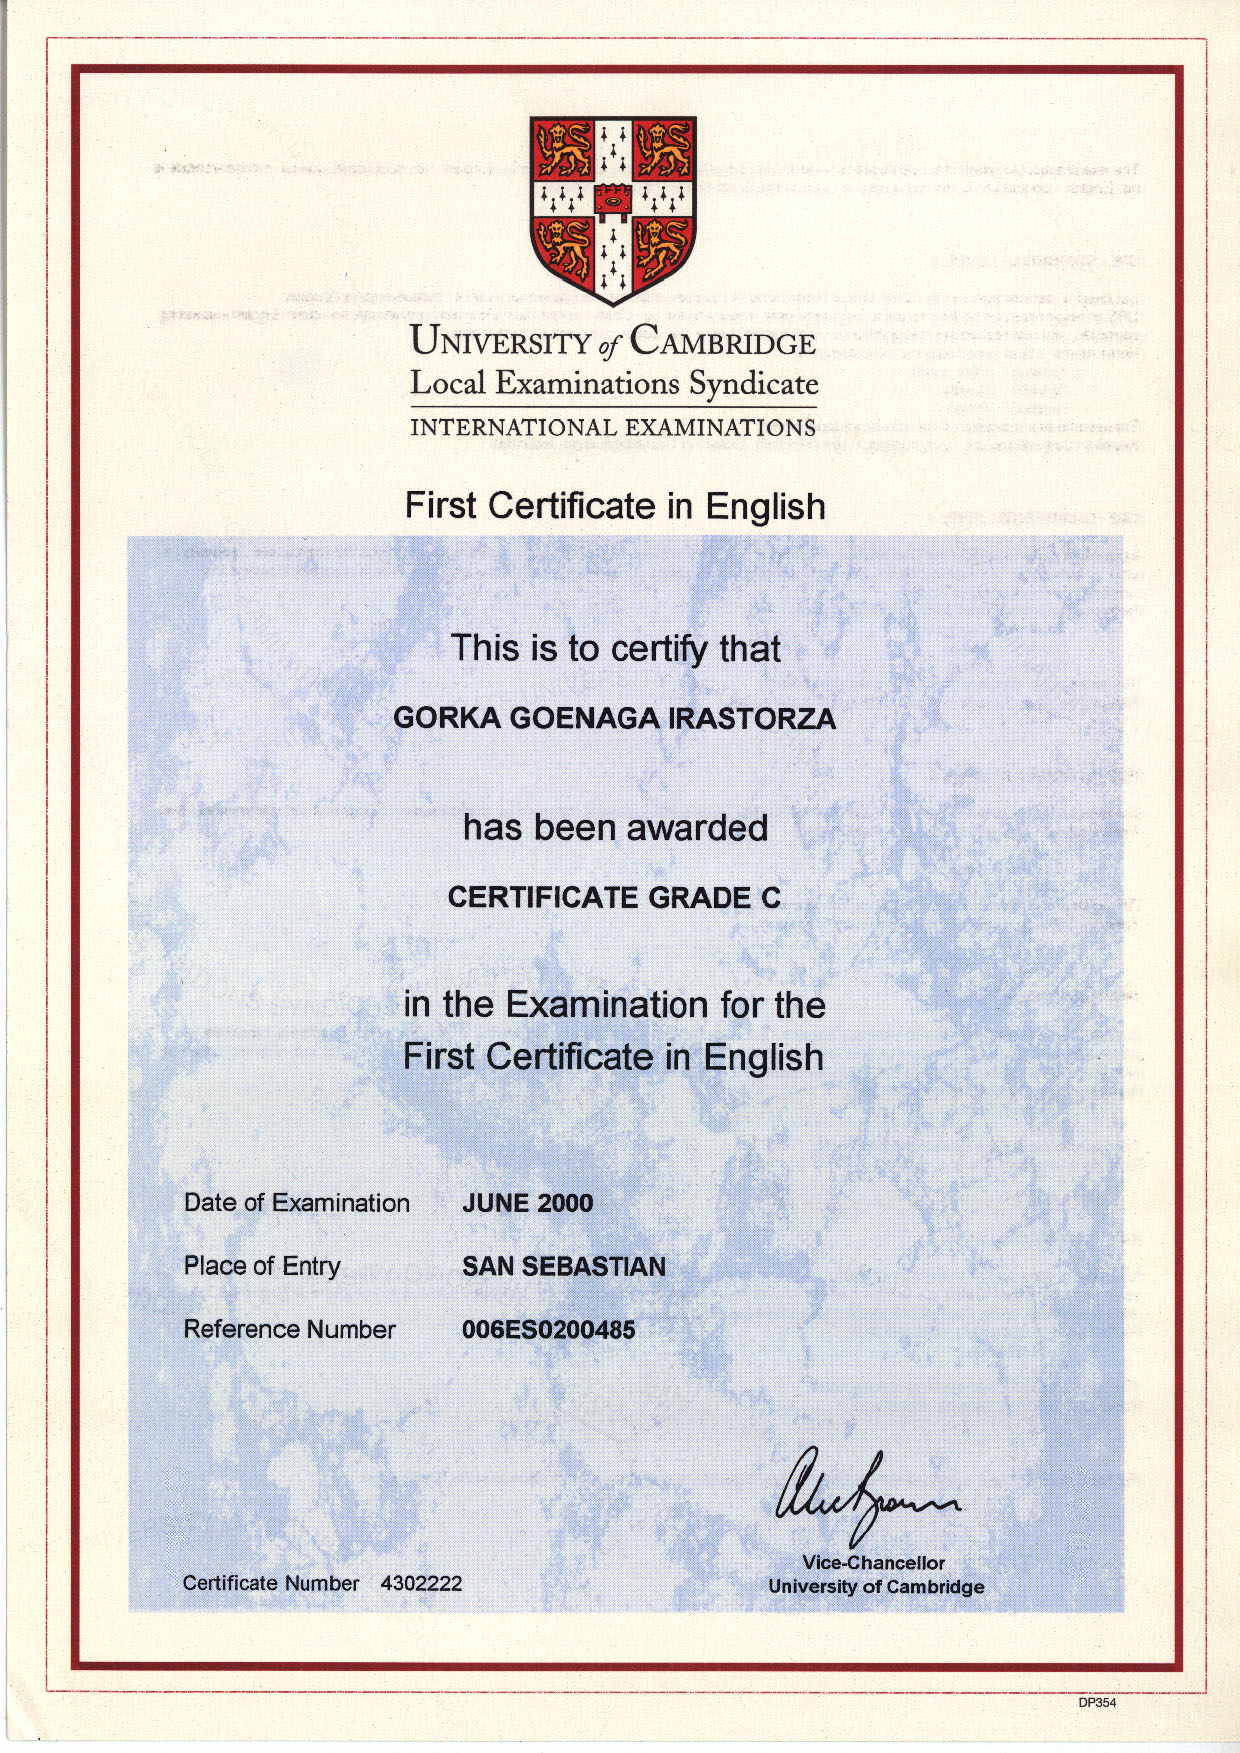 UNIVERSITY of CAMBRIDGE
Local Examinations Syndicate
INTERNATIONAL EXAMINATIONS
First Certificate in English
This is to certify that
GORKA GOENAGA IRASTORZA
has been awarded
CERTIFICATE GRADE C
in the Examination for the
First Certificate in English
Date of Examination JUNE 2000
Place of Entry SAN SEBASTIAN
Reference Number 006ES0200485
Vice-Chancellor
Certificate Number 4302222
University of Cambridge
DP354